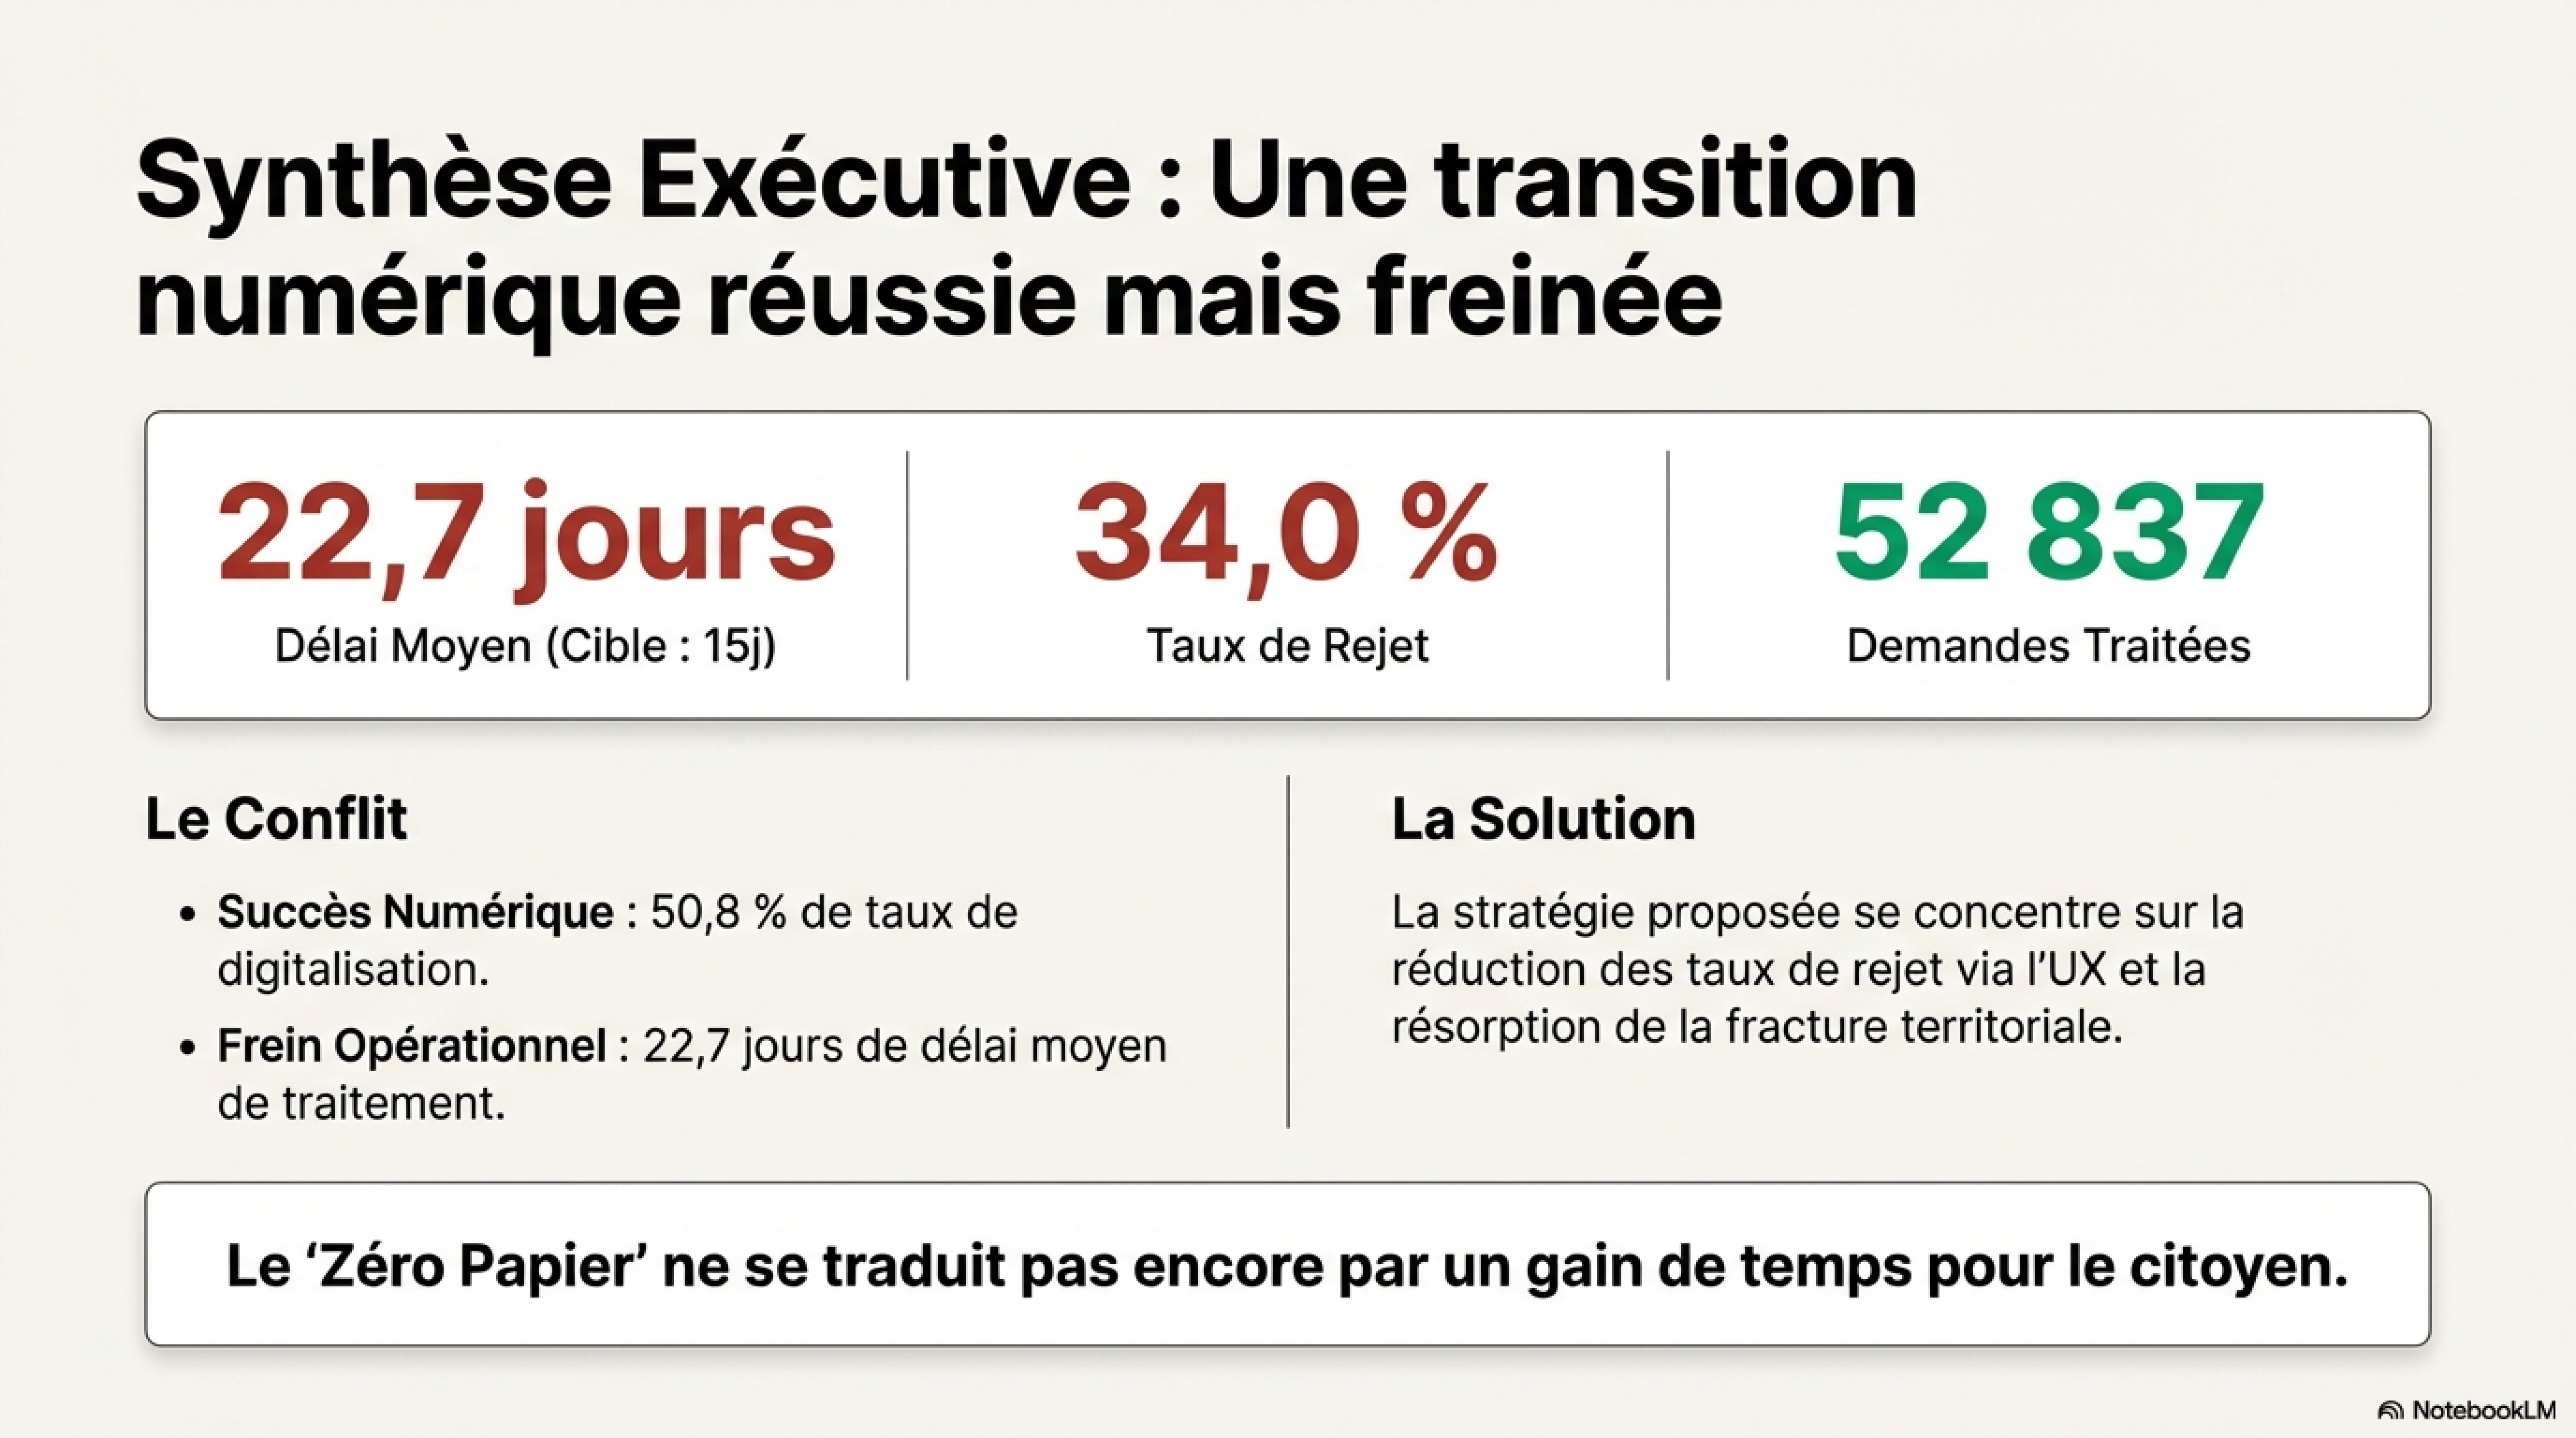 Synthèse Exécutive : Une transition
numérique réussie mais freinée
22,7 jours
Délai Moyen (Cible : 15j)
34,0 %
Taux de Rejet
52 837
Demandes Traitées
Le Conflit
• Succès Numérique : 50,8 % de taux de
digitalisation.
• Frein Opérationnel : 22,7 jours de délai moyen
de traitement.
La Solution
La stratégie proposée se concentre sur la
réduction des taux de rejet via l’UX et la
résorption de la fracture territoriale.
Le ‘Zéro Papier’ ne se traduit pas encore par un gain de temps pour le citoyen.
NotebookLM